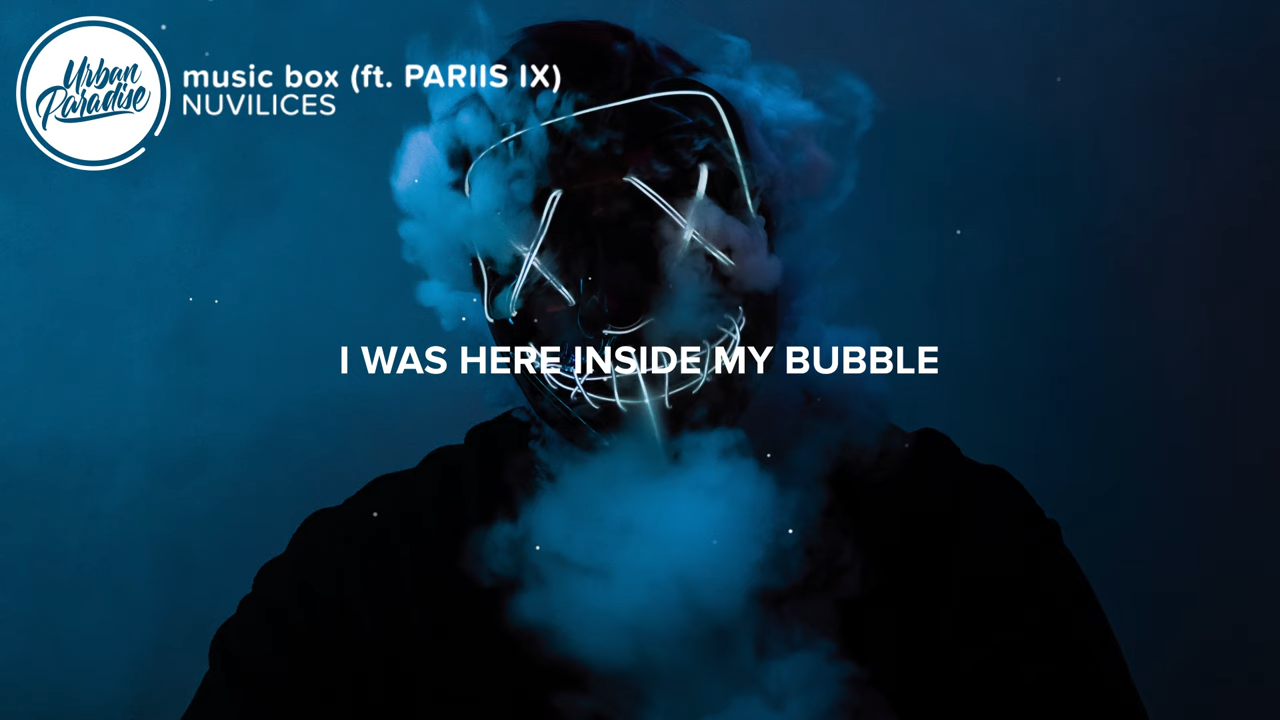 Urban
Paradise
music box (ft. PARIIS IX)
NUVILICES
I WAS HERE INSIDE MY BUBBLE